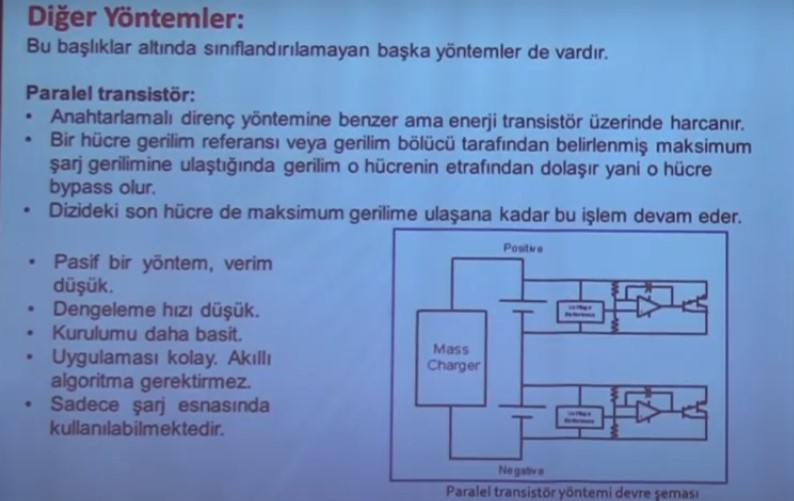 Diğer Yöntemler:
Bu başlıklar altında sınıflandırılamayan başka yöntemler de vardır.
Paralel transistör:
• Anahtarlamalı direnç yöntemine benzer ama enerji transistör üzerinde harcanır.
• Bir hücre gerilim referansı veya gerilim bölücü tarafından belirlenmiş maksimum
şarj gerilimine ulaştığında gerilim o hücrenin etrafından dolaşır yani o hücre
bypass olur.
• Dizideki son hücre de maksimum gerilime ulaşana kadar bu işlem devam eder.
• Pasif bir yöntem, verim
düşük.
• Dengeleme hızı düşük.
• Kurulumu daha basit.
• Uygulaması kolay. Akıllı
algoritma gerektirmez.
• Sadece şarj esnasında
kullanılabilmektedir.
Positive
Mass
Charger
Negative
Paralel transistör yöntemi devre şeması